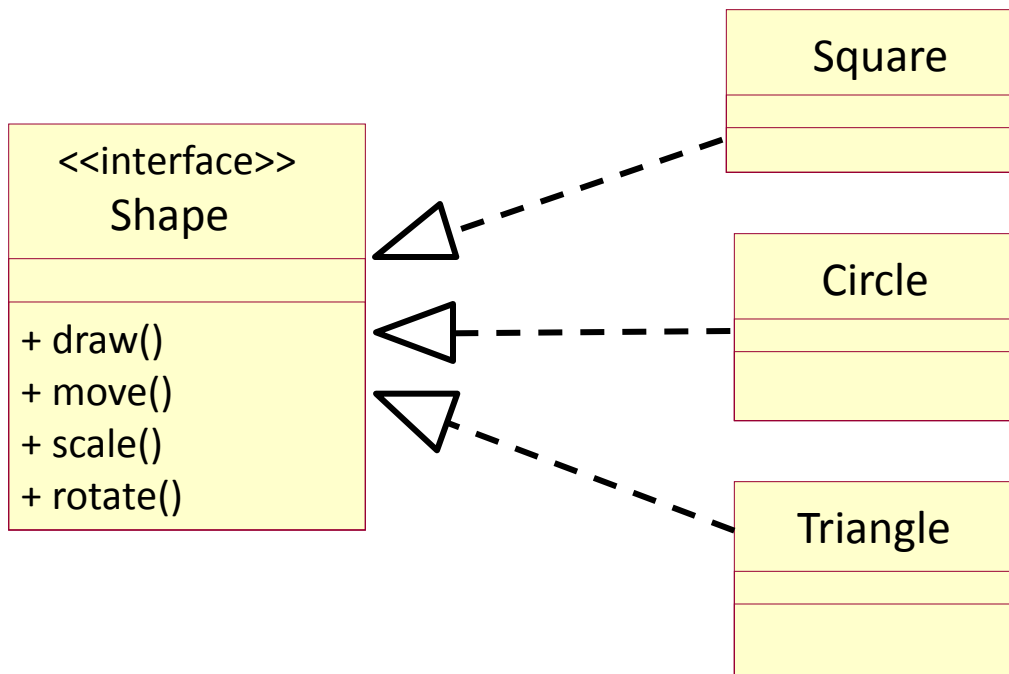 <<interface>>
Shape
+ draw()
+ move()
+ scale()
+ rotate()
Square
Circle
Triangle